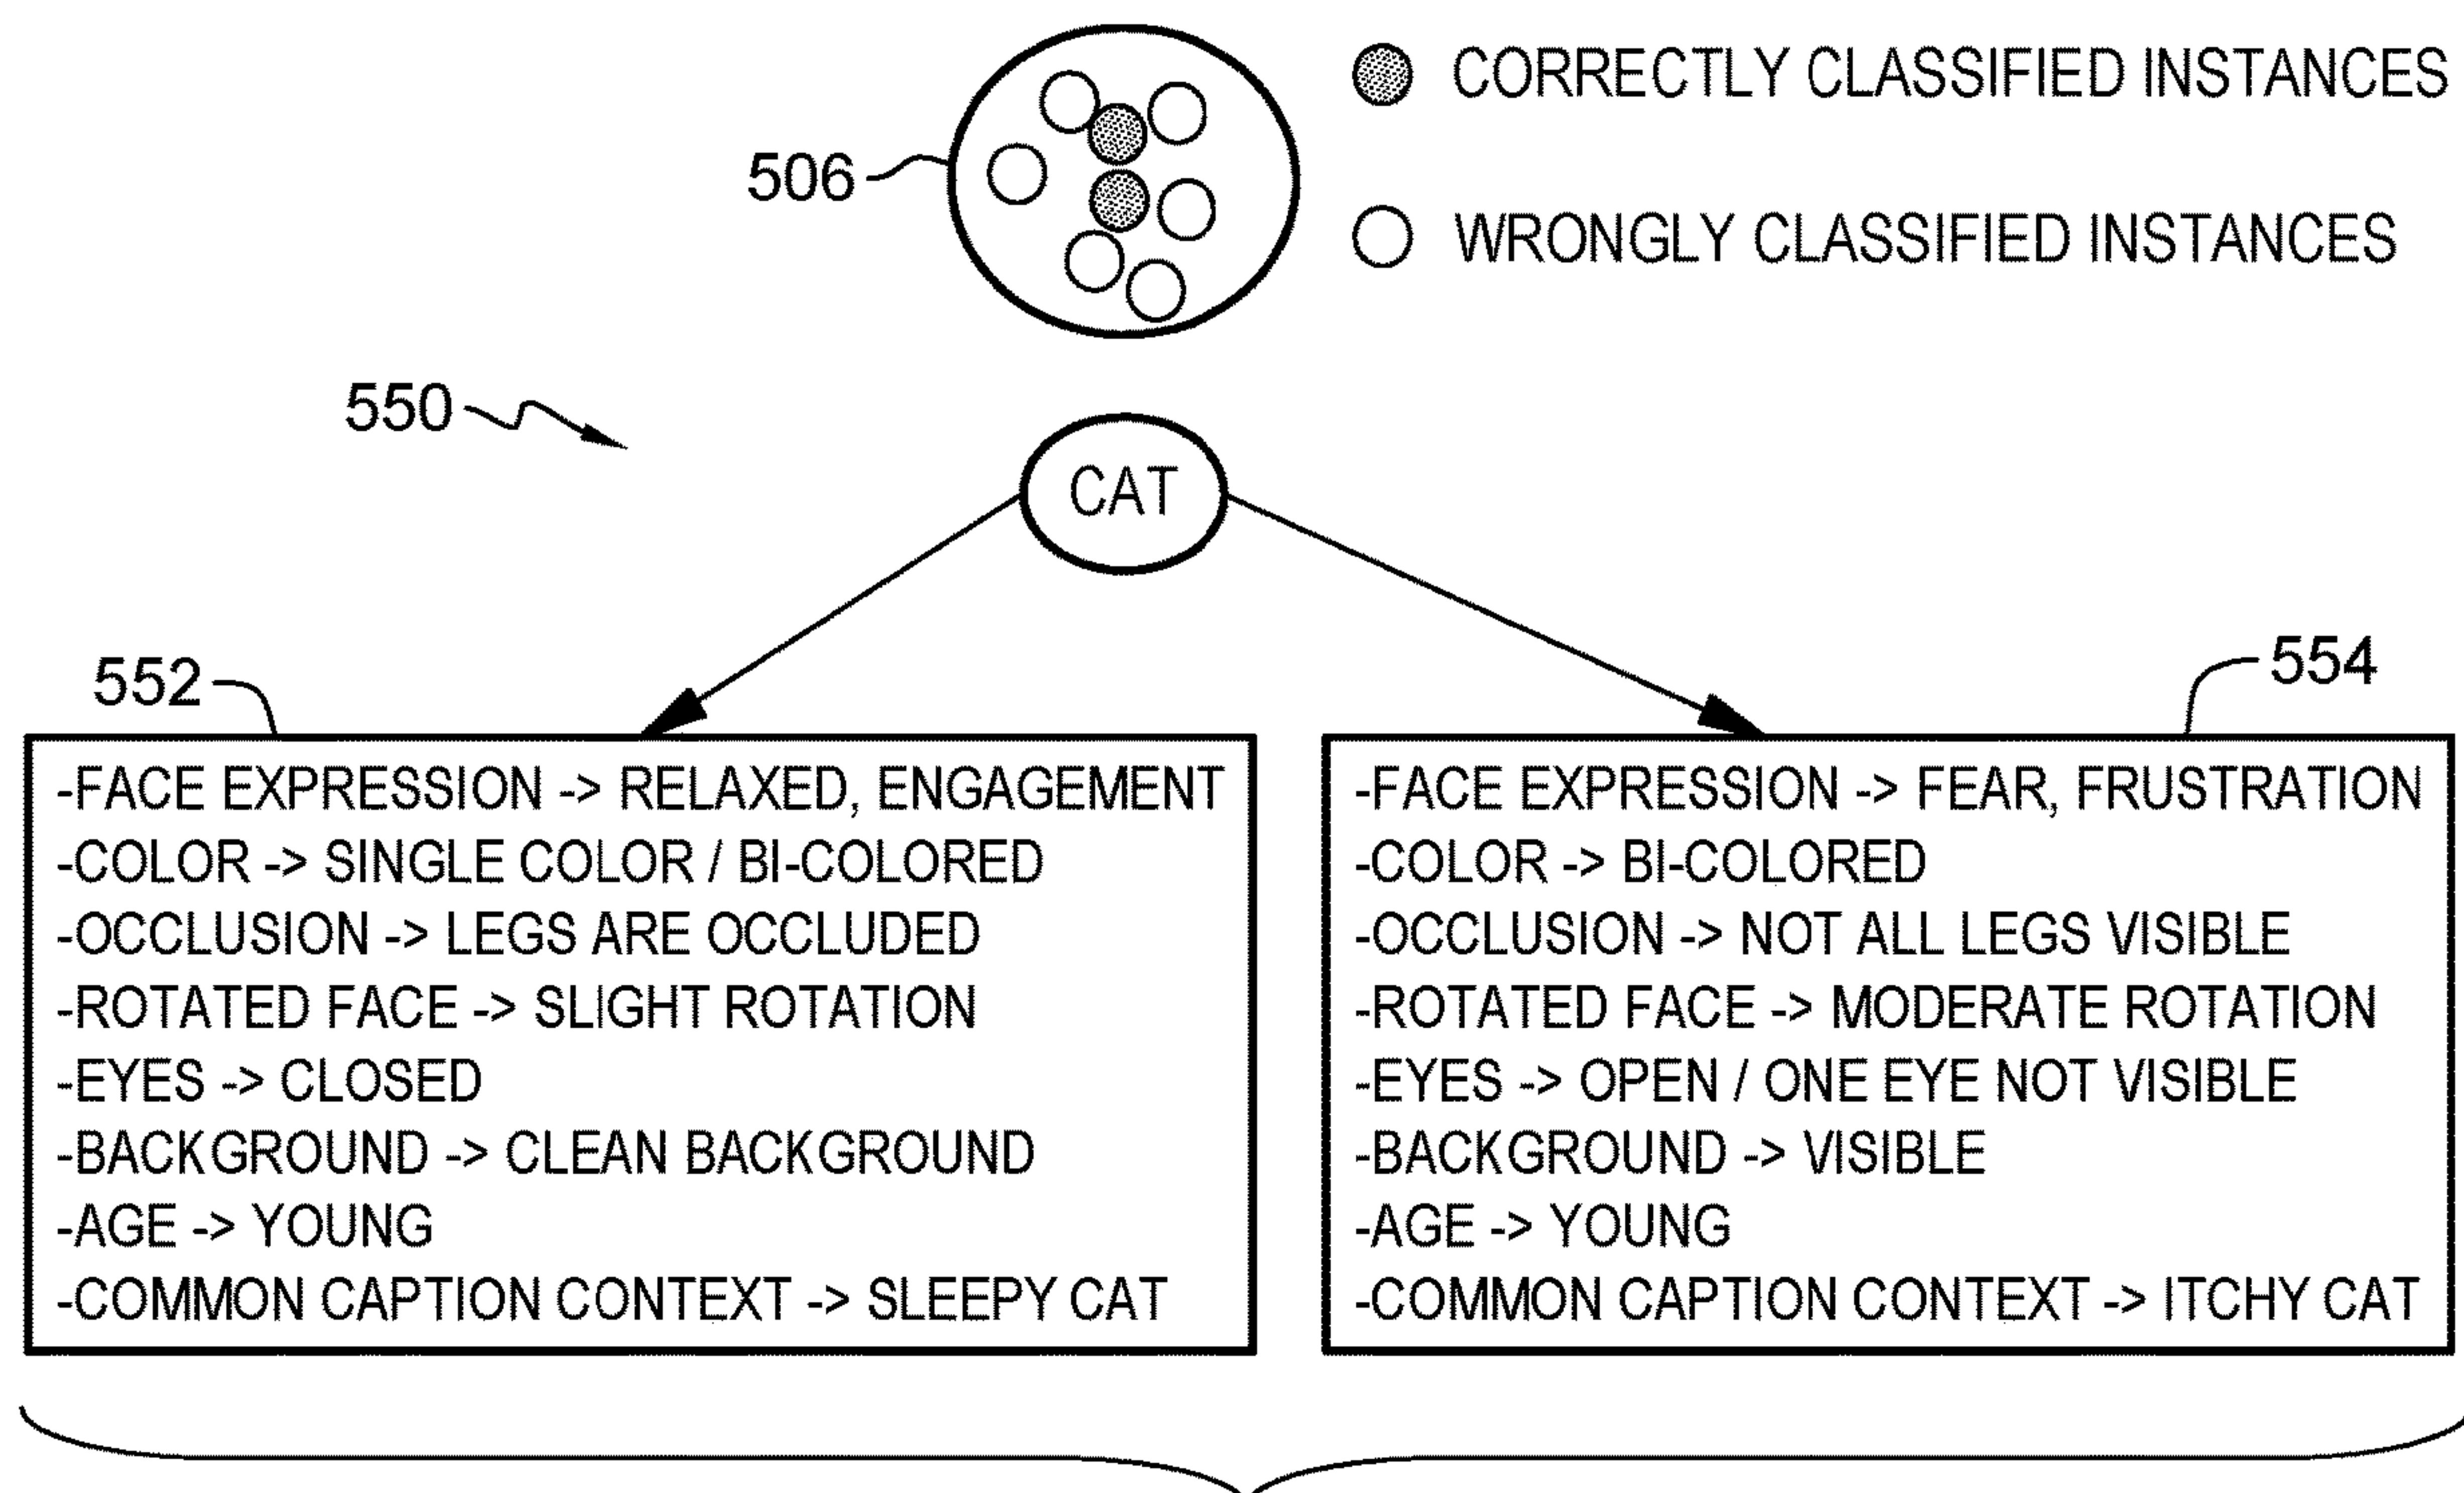 CORRECTLY CLASSIFIED INSTANCES
506
WRONGLY CLASSIFIED INSTANCES
550
CAT
552
554
-FACE EXPRESSION -> RELAXED, ENGAGEMENT
-COLOR -> SINGLE COLOR / BI-COLORED
-OCCLUSION -> LEGS ARE OCCLUDED
-ROTATED FACE -> SLIGHT ROTATION
-EYES -> CLOSED
-BACKGROUND -> CLEAN BACKGROUND
-AGE -> YOUNG
-COMMON CAPTION CONTEXT -> SLEEPY CAT
-FACE EXPRESSION -> FEAR, FRUSTRATION
-COLOR -> BI-COLORED
-OCCLUSION -> NOT ALL LEGS VISIBLE
-ROTATED FACE -> MODERATE ROTATION
-EYES -> OPEN / ONE EYE NOT VISIBLE
-BACKGROUND -> VISIBLE
-AGE -> YOUNG
-COMMON CAPTION CONTEXT -> ITCHY CAT